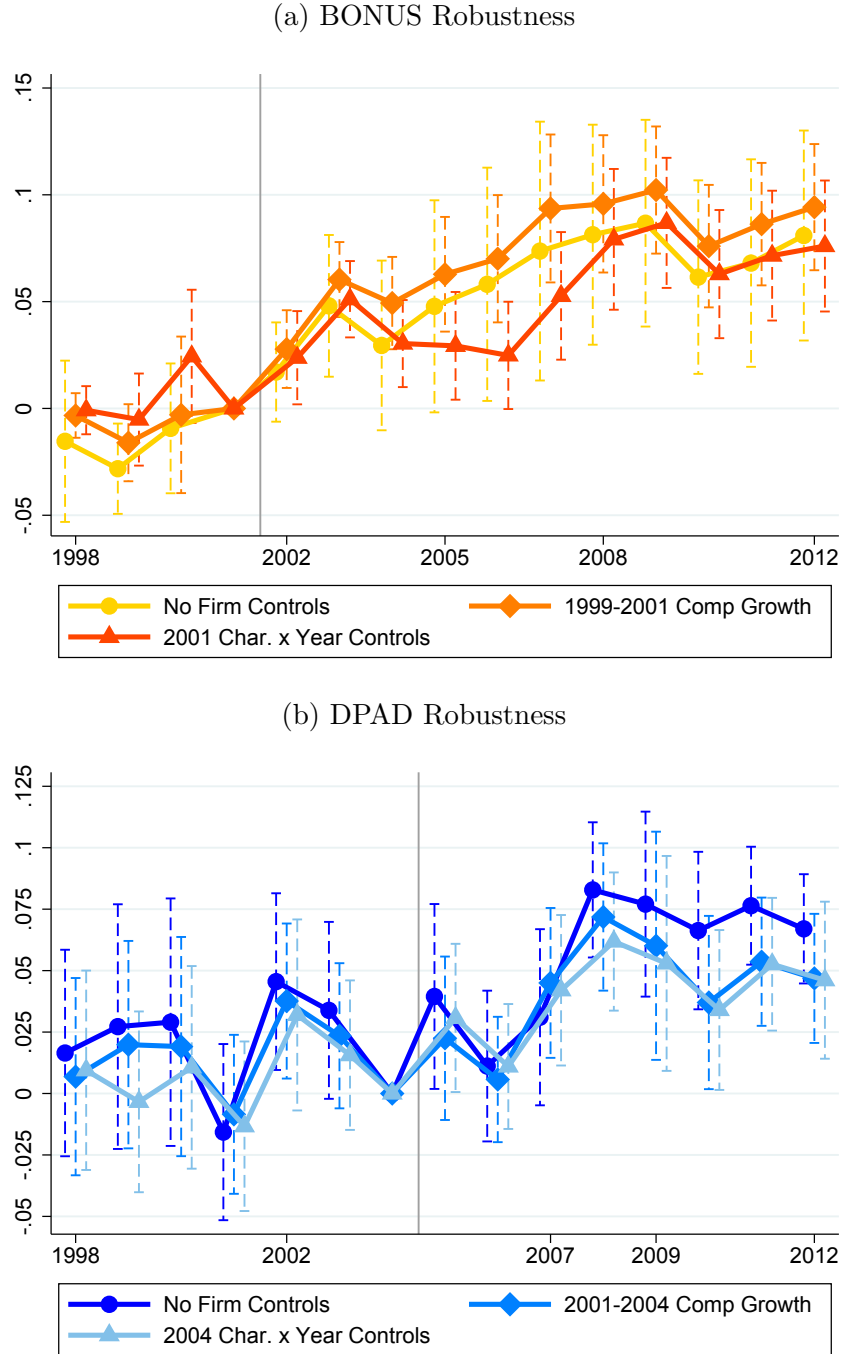 (a) BONUS Robustness
.15
.1
.05
0
-.05
1998 2002 2005 2008 2012
No Firm Controls 1999-2001 Comp Growth
2001 Char. x Year Controls
(b) DPAD Robustness
.125
.1
.075
.05
.025
0
-.025
-.05
1998 2002 2007 2009 2012
No Firm Controls 2001-2004 Comp Growth
2004 Char. x Year Controls